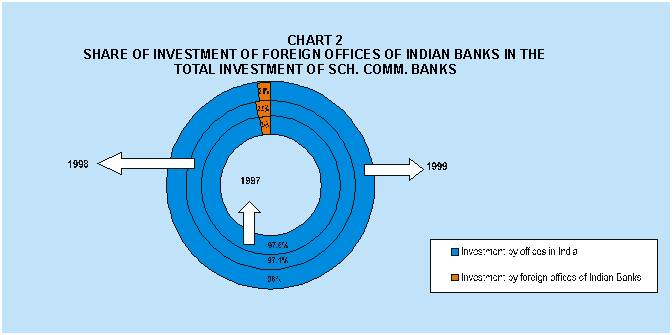 CHART 2
SHARE OF INVESTMENT OF FOREIGN OFFICES OF INDIAN BANKS IN THE
TOTAL INVESTMENT OF SCH. COMM. BANKS
1998
1999
1997
97.6%
97.1%
98%
Investment by offices in India
Investment by foreign offices of Indian Banks